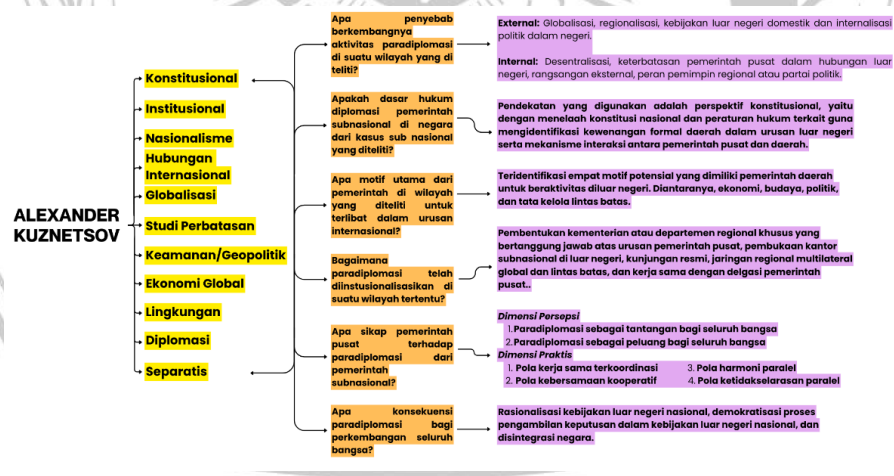 ALEXANDER
KUZNETSOV
Konstitusional
Institusional
Nasionalisme
Hubungan
Internasional
Globalisasi
Studi Perbatasan
Keamanan/Geopolitik
Ekonomi Global
Lingkungan
Diplomasi
Separatis
Apa penyebab
berkembangnya
aktivitas paradiplomasi
di suatu wilayah yang di
teliti?
External: Globalisasi, regionalisasi, kebijakan luar negeri domestik dan internalisasi
politik dalam negeri.
Internal: Desentralisasi, keterbatasan pemerintah pusat dalam hubungan luar
negeri, rangsangan eksternal, peran pemimpin regional atau partai politik.
Apakah dasar hukum
diplomasi pemerintah
subnasional di negara
dari kasus sub nasional
yang diteliti?
Pendekatan yang digunakan adalah perspektif konstitusional, yaitu
dengan menelaah konstitusi nasional dan peraturan hukum terkait guna
mengidentifikasi kewenangan formal daerah dalam urusan luar negeri
serta mekanisme interaksi antara pemerintah pusat dan daerah.
Apa motif utama dari
pemerintah di wilayah
yang diteliti untuk
terlibat dalam urusan
internasional?
Teridentifikasi empat motif potensial yang dimiliki pemerintah daerah
untuk beraktivitas diluar negeri. Diantaranya, ekonomi, budaya, politik,
dan tata kelola lintas batas.
Bagaimana
paradiplomasi telah
diinstusionalisasikan di
suatu wilayah tertentu?
Pembentukan kementerian atau departemen regional khusus yang
bertanggung jawab atas urusan pemerintah pusat, pembukaan kantor
subnasional di luar negeri, kunjungan resmi, jaringan regional multilateral
global dan lintas batas, dan kerja sama dengan delgasi pemerintah
pusat..
Apa sikap pemerintah
pusat terhadap
paradiplomasi dari
pemerintah
subnasional?
Dimensi Persepsi
1. Paradiplomasi sebagai tantangan bagi seluruh bangsa
2. Paradiplomasi sebagai peluang bagi seluruh bangsa
Dimensi Praktis
1. Pola kerja sama terkoordinasi 3. Pola harmoni paralel
2. Pola kebersamaan kooperatif 4. Pola ketidakselarasan paralel
Apa konsekuensi
paradiplomasi bagi
perkembangan seluruh
bangsa?
Rasionalisasi kebijakan luar negeri nasional, demokratisasi proses
pengambilan keputusan dalam kebijakan luar negeri nasional, dan
disintegrasi negara.